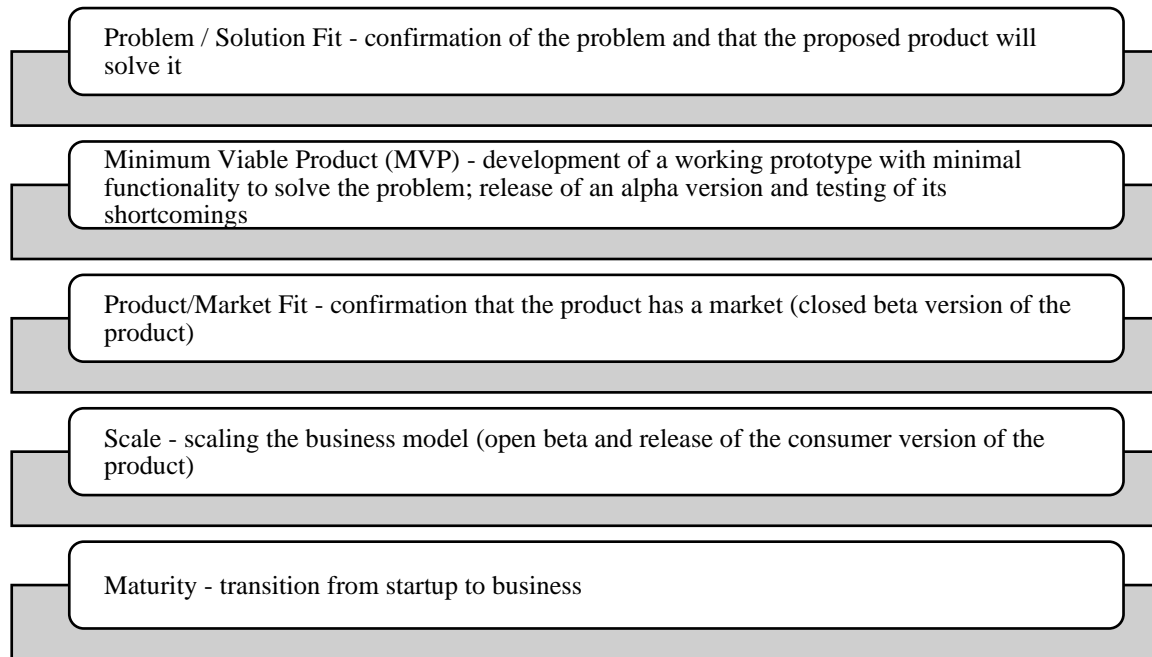 Problem / Solution Fit - confirmation of the problem and that the proposed product will
solve it
Minimum Viable Product (MVP) - development of a working prototype with minimal
functionality to solve the problem; release of an alpha version and testing of its
shortcomings
Product/Market Fit - confirmation that the product has a market (closed beta version of the
product)
Scale - scaling the business model (open beta and release of the consumer version of the
product)
Maturity - transition from startup to business